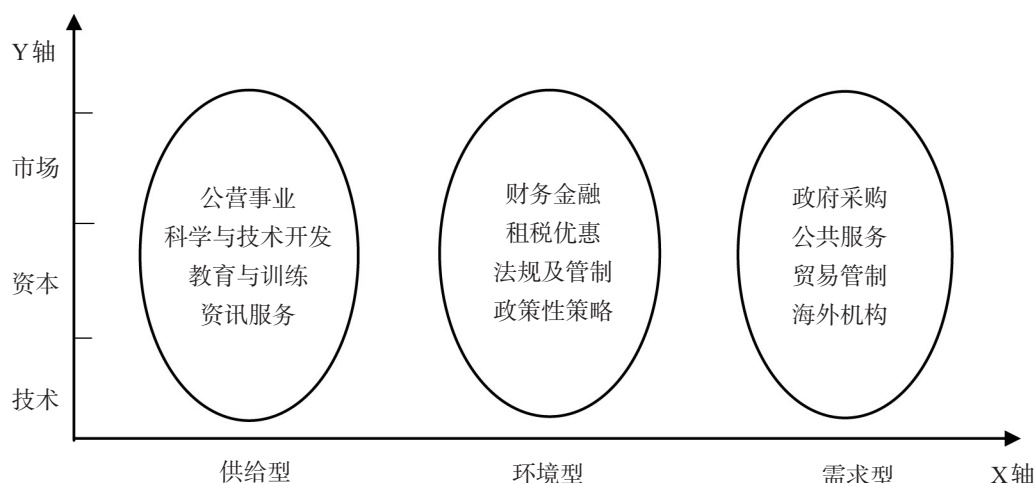 Y轴
市场
资本
技术
公营事业
科学与技术开发
教育与训练
资讯服务
财务金融
租税优惠
法规及管制
政策性策略
政府采购
公共服务
贸易管制
海外机构
供给型
环境型
需求型
X轴